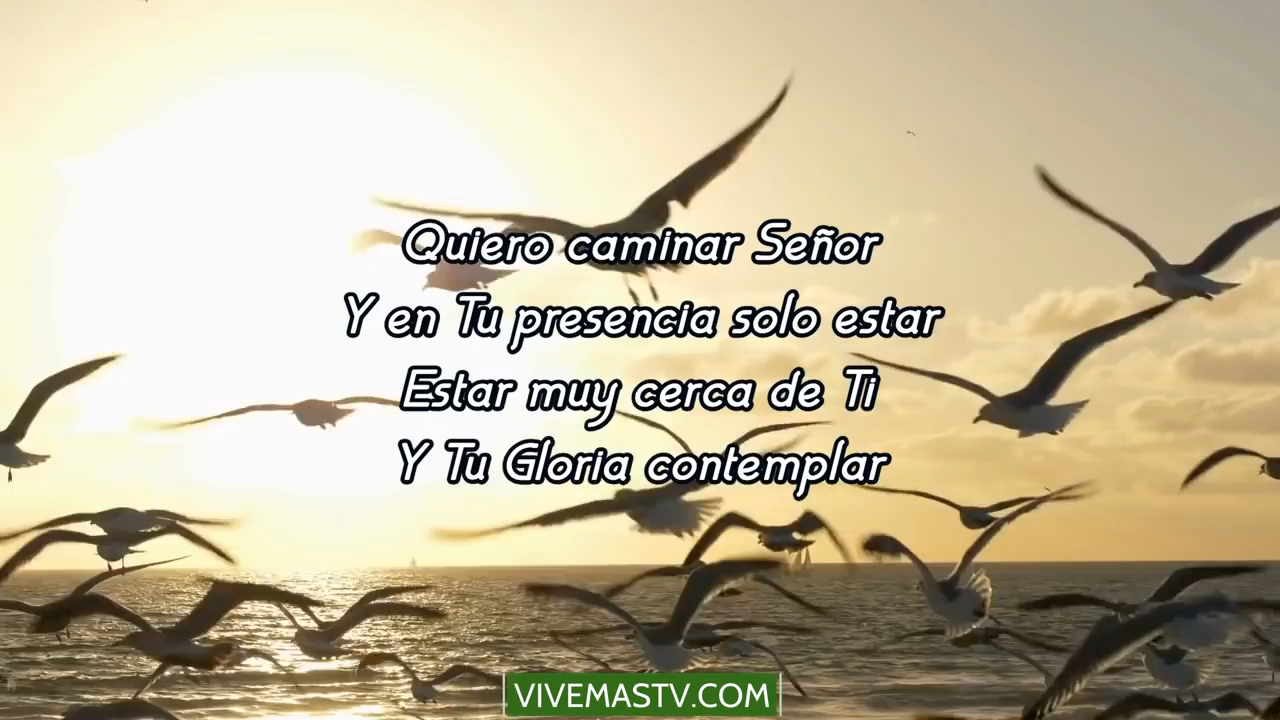 Quiero caminar Señor
Y en Tu presencia solo estar
Estar muy cerca de Ti
Y Tu Gloria contemplar
VIVEMASTV.COM